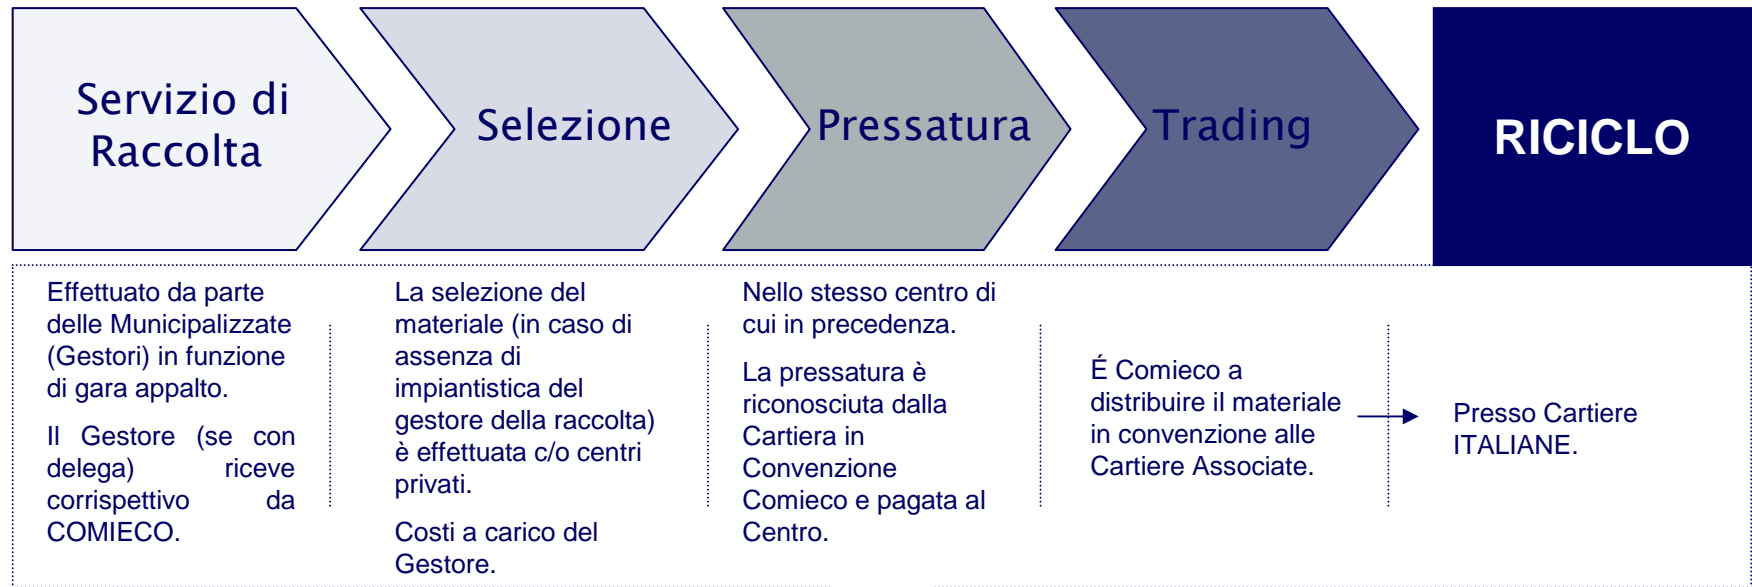 Servizio di
Raccolta
Selezione
Pressatura
Trading
RICICLO
Effettuato da parte
delle Municipalizzate
(Gestori) in funzione
di gara appalto.
Il Gestore (se con
delega) riceve
corrispettivo da
COMIECO.
La selezione del
materiale (in caso di
assenza di
impiantistica del
gestore della raccolta)
è effettuata c/o centri
privati.
Costi a carico del
Gestore.
Nello stesso centro di
cui in precedenza.
La pressatura è
riconosciuta dalla
Cartiera in
Convenzione
Comieco e pagata al
Centro.
É Comieco a
distribuire il materiale
in convenzione alle
Cartiere Associate.
Presso Cartiere
ITALIANE.